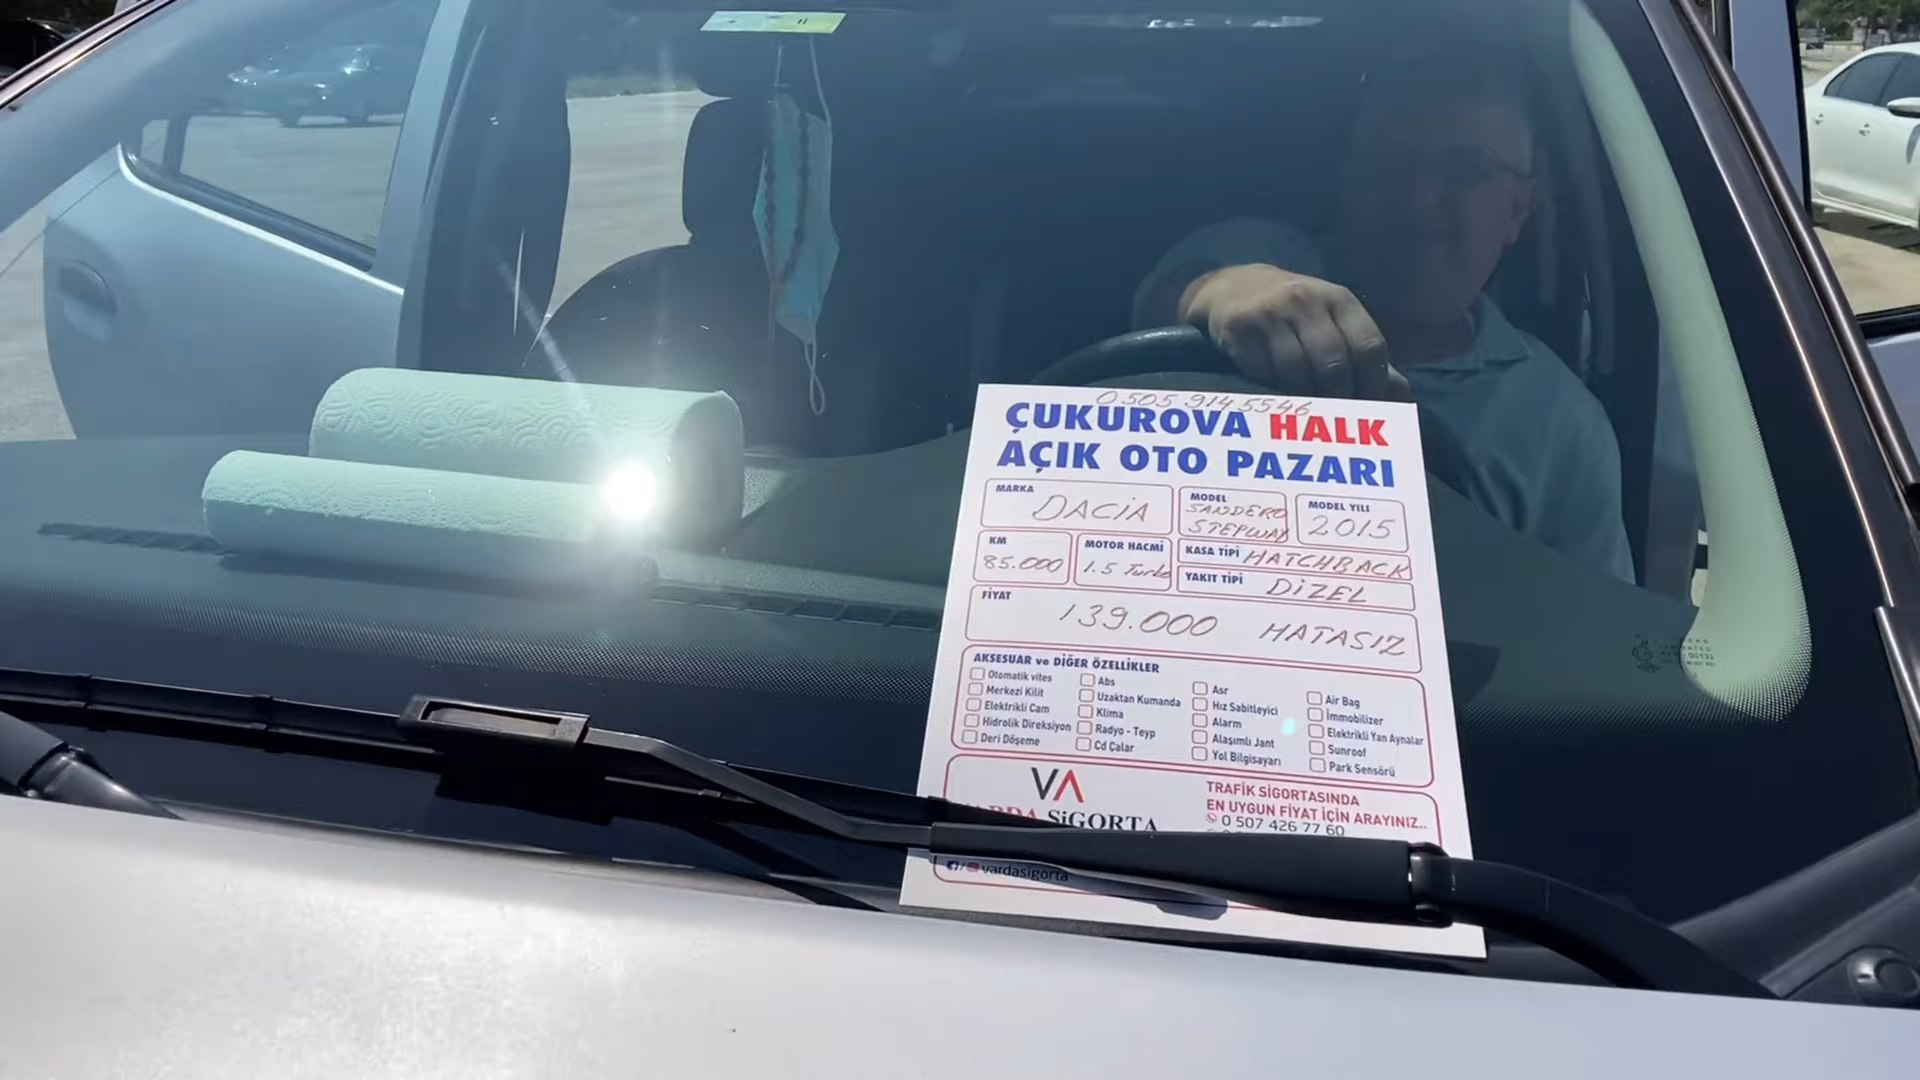 0 505 914 5546
ÇUKUROVA HALK
AÇIK OTO PAZARI
MARKA DACİA
MODEL SANDERO STEPWAY
MODEL YILI 2015
KM 85.000
MOTOR HACMİ 1.5 Turbo
KASA TİPİ HATCHBACK
YAKIT TİPİ DİZEL
FİYAT 139.000 HATASIZ
AKSESUAR ve DİĞER ÖZELLİKLER
Otomatik vites
Merkezi Kilit
Elektrikli Cam
Hidrolik Direksiyon
Deri Döşeme
Abs
Uzaktan Kumanda
Klima
Radyo - Teyp
Cd Çalar
Asr
Hız Sabitleyici
Alarm
Alaşımlı Jant
Yol Bilgisayarı
Air Bag
İmmobilizer
Elektrikli Yan Aynalar
Sunroof
Park Sensörü
VA
SİGORTA
TRAFİK SİGORTASINDA
EN UYGUN FİYAT İÇİN ARAYINIZ..
0 507 426 77 60
/vardasigorta